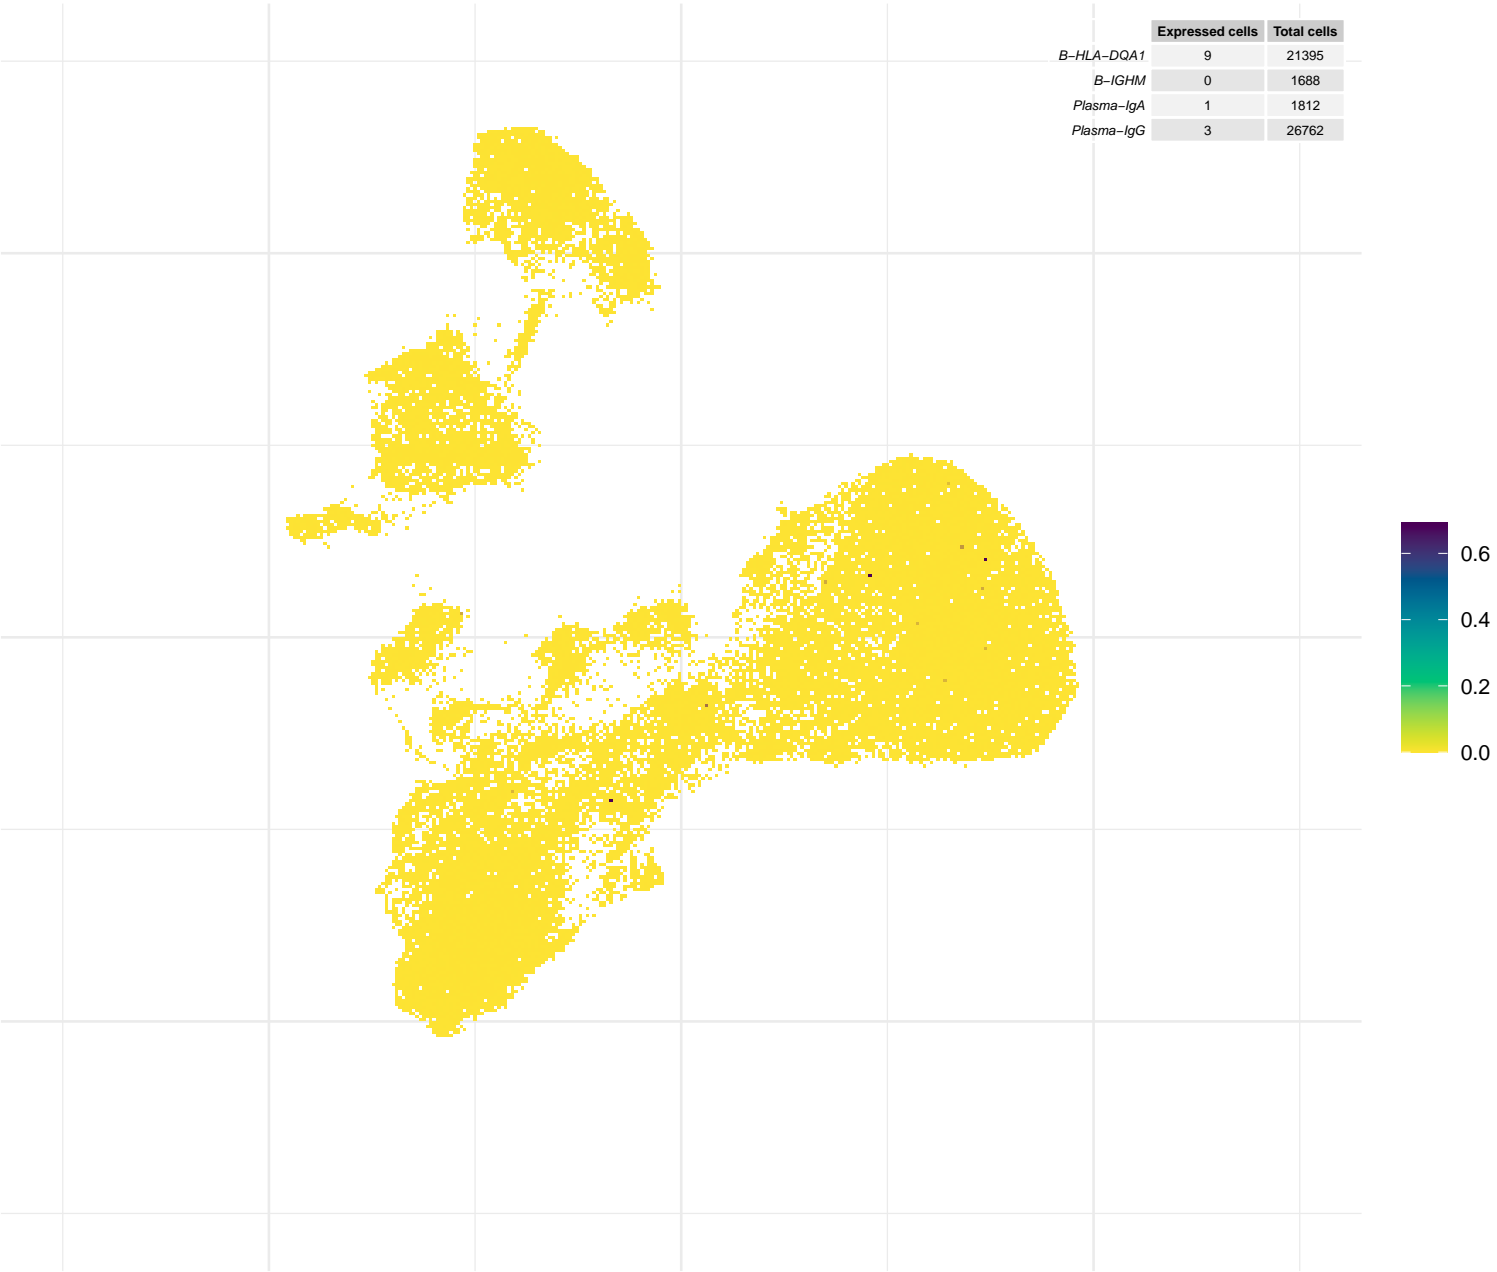 Expressed cells Total cells
B−HLA−DQA1 9 21395
B−IGHM 0 1688
Plasma−IgA 1 1812
Plasma−IgG 3 26762
0.6
0.4
0.2
0.0